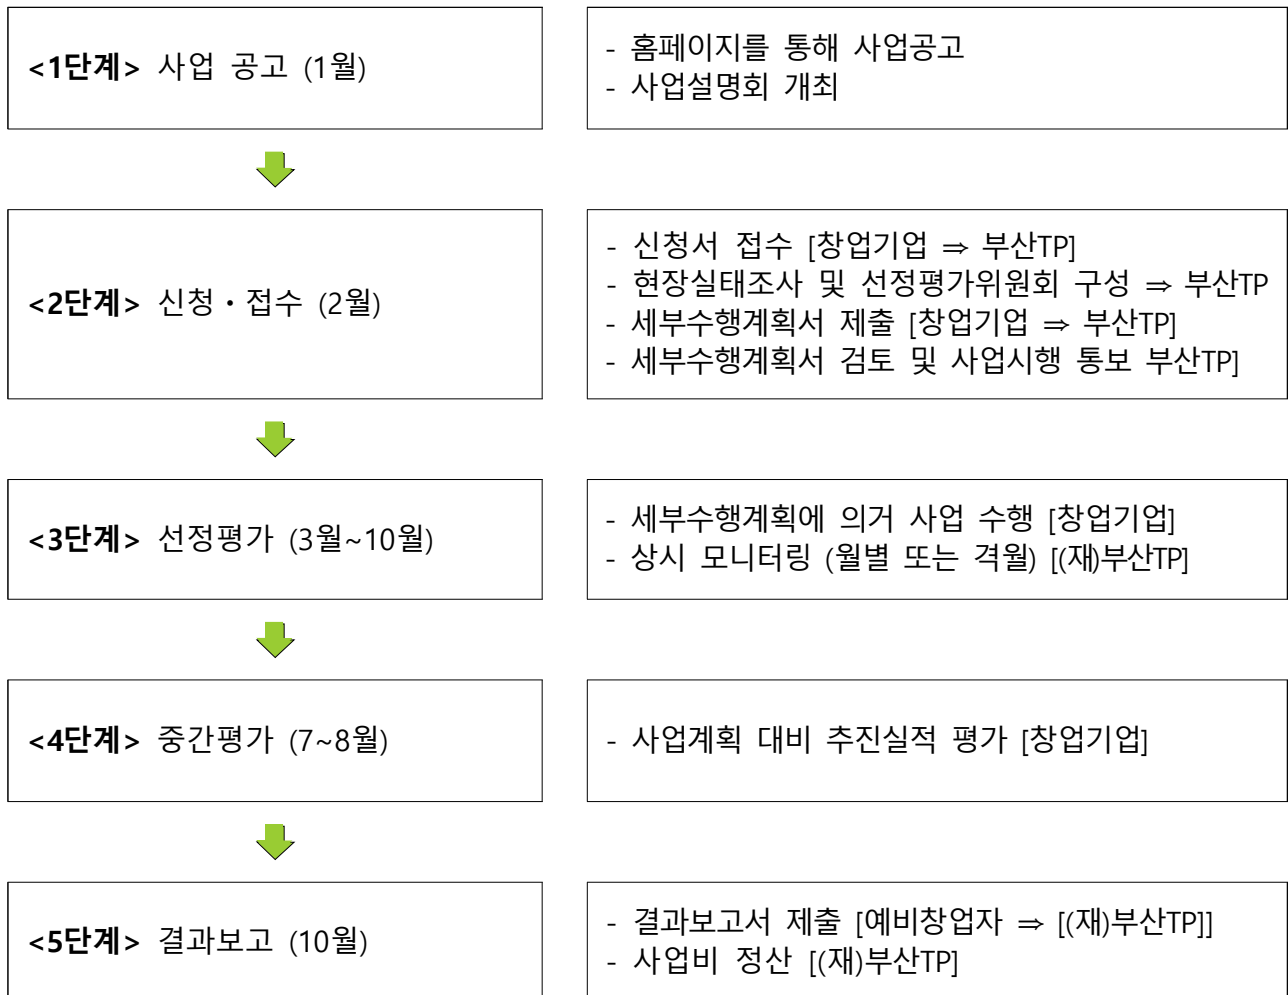 <1단계> 사업 공고 (1월)
- 홈페이지를 통해 사업공고
- 사업설명회 개최
<2단계> 신청・접수 (2월)
- 신청서 접수 [창업기업 ⇒ 부산TP]
- 현장실태조사 및 선정평가위원회 구성 ⇒ 부산TP
- 세부수행계획서 제출 [창업기업 ⇒ 부산TP]
- 세부수행계획서 검토 및 사업시행 통보 부산TP]
<3단계> 선정평가 (3월~10월)
- 세부수행계획에 의거 사업 수행 [창업기업]
- 상시 모니터링 (월별 또는 격월) [(재)부산TP]
<4단계> 중간평가 (7~8월)
- 사업계획 대비 추진실적 평가 [창업기업]
<5단계> 결과보고 (10월)
- 결과보고서 제출 [예비창업자 ⇒ [(재)부산TP]]
- 사업비 정산 [(재)부산TP]